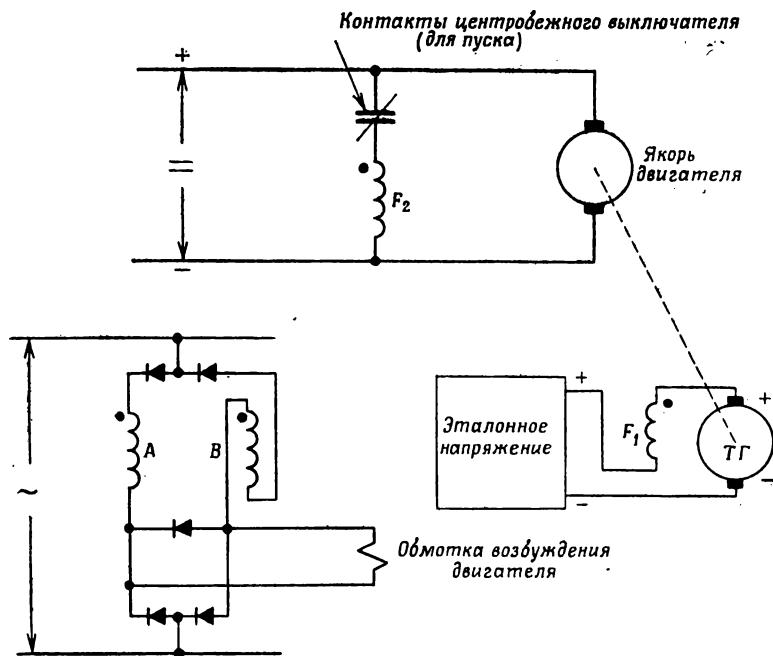 Контакты центробежного выключателя
(для пуска)
+
=
−
F₂
Якорь
двигателя
~
A
B
Обмотка возбуждения
двигателя
Эталонное
напряжение
+
−
F₁
+
ТГ
−